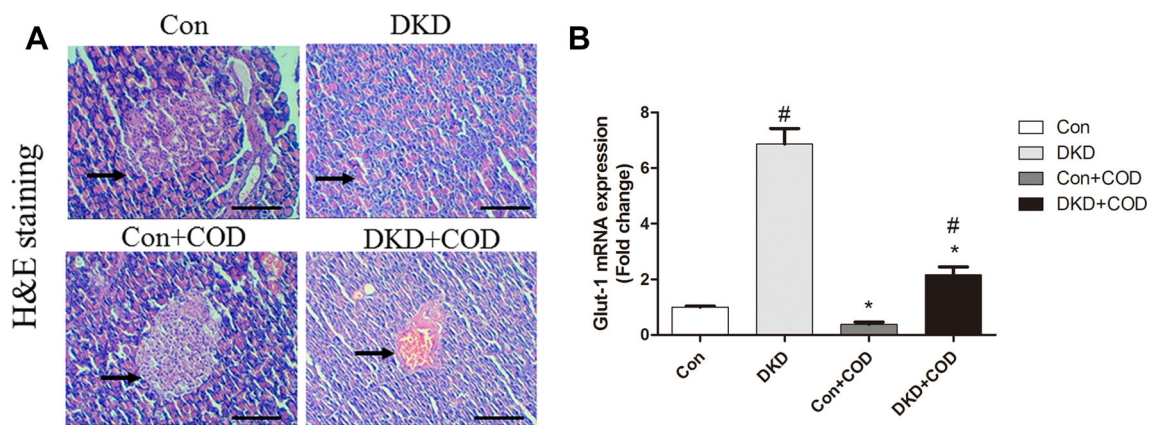 A
Con
DKD
H&E staining
Con+COD
DKD+COD
B
Glut-1 mRNA expression
(Fold change)
8
6
4
2
0
#
*
#
*
Con
DKD
Con+COD
DKD+COD
Con
DKD
Con+COD
DKD+COD